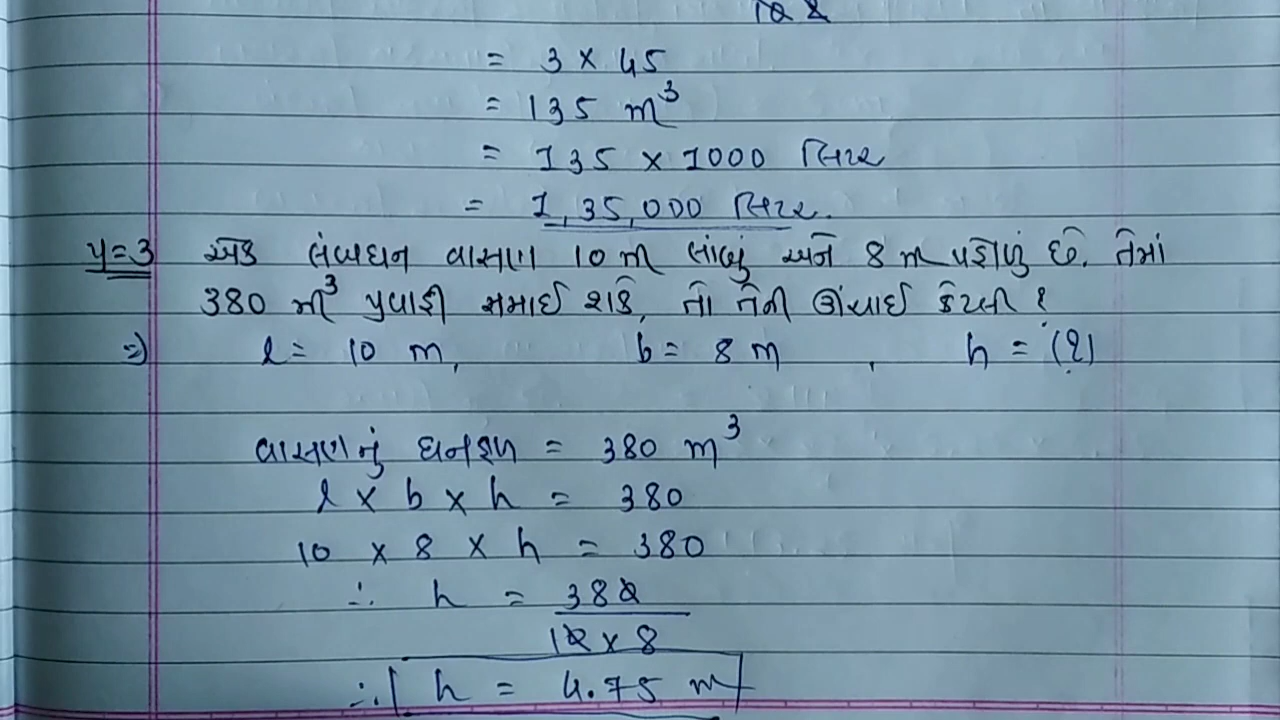 = 3 × 45
= 135 m³
= 135 × 1000 લિટર
= 1,35,000 લિટર.
પ્ર=3 એક લંબઘન વાસણ 10 m લાંબું અને 8 m પહોળું છે. તેમાં
380 મી³ પ્રવાહી સમાઈ શકે, તો તેની ઊંચાઈ કેટલી ?
=) l = 10 m, b = 8 m , h = (?)
વાસણનું ઘનફળ = 380 m³
l × b × h = 380
10 × 8 × h = 380
∴ h = 380
10 × 8
∴ h = 4.75 m